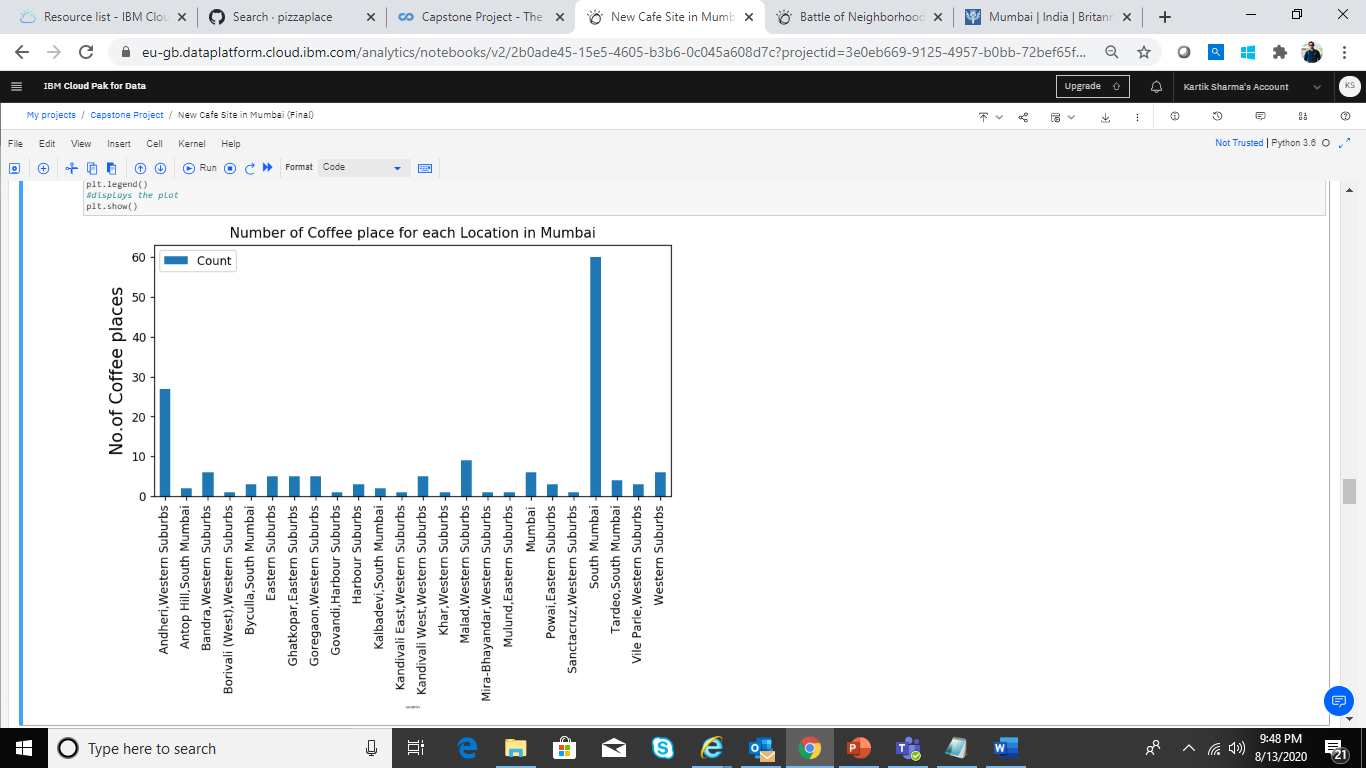 Resource list - IBM Clou
Search · pizzaplace
Capstone Project - The
New Cafe Site in Mumb
Battle of Neighborhood
Mumbai | India | Britann
eu-gb.dataplatform.cloud.ibm.com/analytics/notebooks/v2/2b0ade45-15e5-4605-b3b6-0c045a608d7c?projectid=3e0eb669-9125-4957-b0bb-72bef65f...
IBM Cloud Pak for Data
Upgrade
Kartik Sharma's Account
KS
My projects / Capstone Project / New Cafe Site in Mumbai (Final)
File Edit View Insert Cell Kernel Help
Not Trusted | Python 3.6
Run
Format
Code
plt.legend()
#displays the plot
plt.show()
Number of Coffee place for each Location in Mumbai
Count
No.of Coffee places
60
50
40
30
20
10
0
Andheri,Western Suburbs
Antop Hill,South Mumbai
Bandra,Western Suburbs
Borivali (West),Western Suburbs
Byculla,South Mumbai
Eastern Suburbs
Ghatkopar,Eastern Suburbs
Goregaon,Western Suburbs
Govandi,Harbour Suburbs
Harbour Suburbs
Kalbadevi,South Mumbai
Kandivali East,Western Suburbs
Kandivali West,Western Suburbs
Khar,Western Suburbs
Malad,Western Suburbs
Mira-Bhayandar,Western Suburbs
Mulund,Eastern Suburbs
Mumbai
Powai,Eastern Suburbs
Sanctacruz,Western Suburbs
South Mumbai
Tardeo,South Mumbai
Vile Parle,Western Suburbs
Western Suburbs
Type here to search
9:48 PM
8/13/2020
21